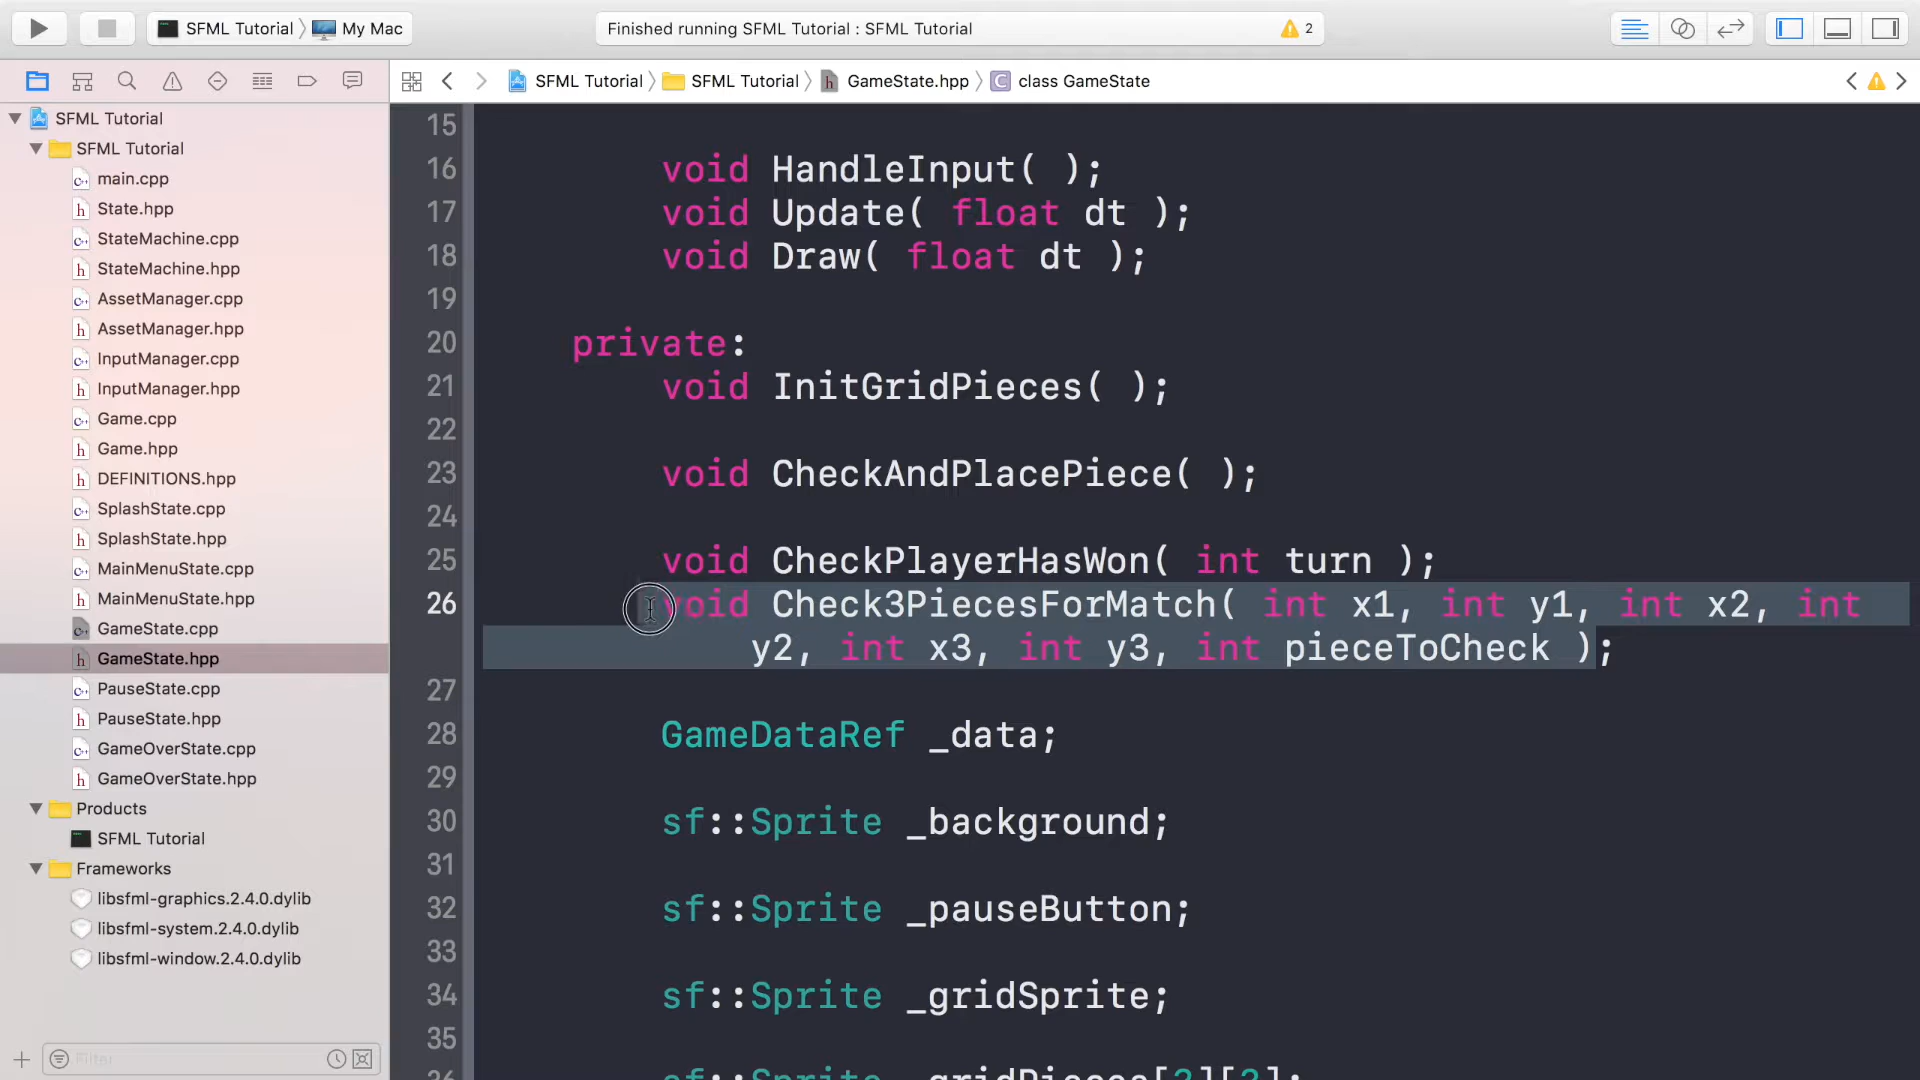 SFML Tutorial My Mac
Finished running SFML Tutorial : SFML Tutorial
2
SFML Tutorial SFML Tutorial GameState.hpp class GameState
SFML Tutorial
SFML Tutorial
main.cpp
State.hpp
StateMachine.cpp
StateMachine.hpp
AssetManager.cpp
AssetManager.hpp
InputManager.cpp
InputManager.hpp
Game.cpp
Game.hpp
DEFINITIONS.hpp
SplashState.cpp
SplashState.hpp
MainMenuState.cpp
MainMenuState.hpp
GameState.cpp
GameState.hpp
PauseState.cpp
PauseState.hpp
GameOverState.cpp
GameOverState.hpp
Products
SFML Tutorial
Frameworks
libsfml-graphics.2.4.0.dylib
libsfml-system.2.4.0.dylib
libsfml-window.2.4.0.dylib
Filter
15
16 void HandleInput( );
17 void Update( float dt );
18 void Draw( float dt );
19
20 private:
21 void InitGridPieces( );
22
23 void CheckAndPlacePiece( );
24
25 void CheckPlayerHasWon( int turn );
26 void Check3PiecesForMatch( int x1, int y1, int x2, int
y2, int x3, int y3, int pieceToCheck );
27
28 GameDataRef _data;
29
30 sf::Sprite _background;
31
32 sf::Sprite _pauseButton;
33
34 sf::Sprite _gridSprite;
35
36 sf::Sprite _gridPieces[3][3];